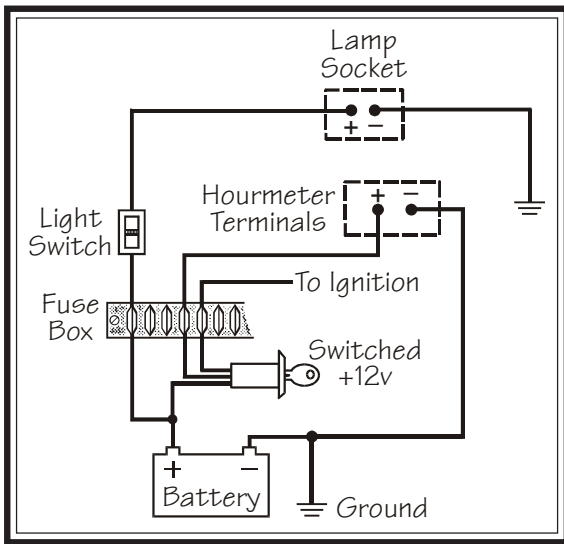 Lamp
Socket
+ –
Hourmeter
Terminals
+ –
Light
Switch
To Ignition
Fuse
Box
Switched
+12v
+ –
Battery
Ground